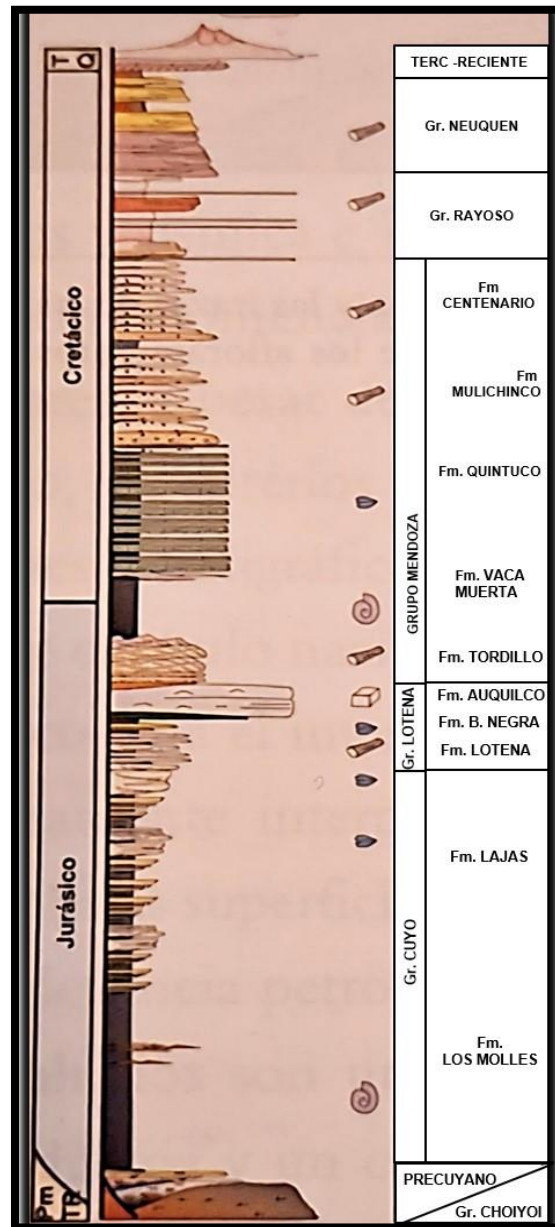 T
Q
Cretácico
Jurásico
Pm
TR
TERC -RECIENTE
Gr. NEUQUEN
Gr. RAYOSO
GRUPO MENDOZA
Fm
CENTENARIO
Fm
MULICHINCO
Fm. QUINTUCO
Fm. VACA
MUERTA
Fm. TORDILLO
Gr. LOTENA
Fm. AUQUILCO
Fm. B. NEGRA
Fm. LOTENA
Gr. CUYO
Fm. LAJAS
Fm.
LOS MOLLES
PRECUYANO
Gr. CHOIYOI